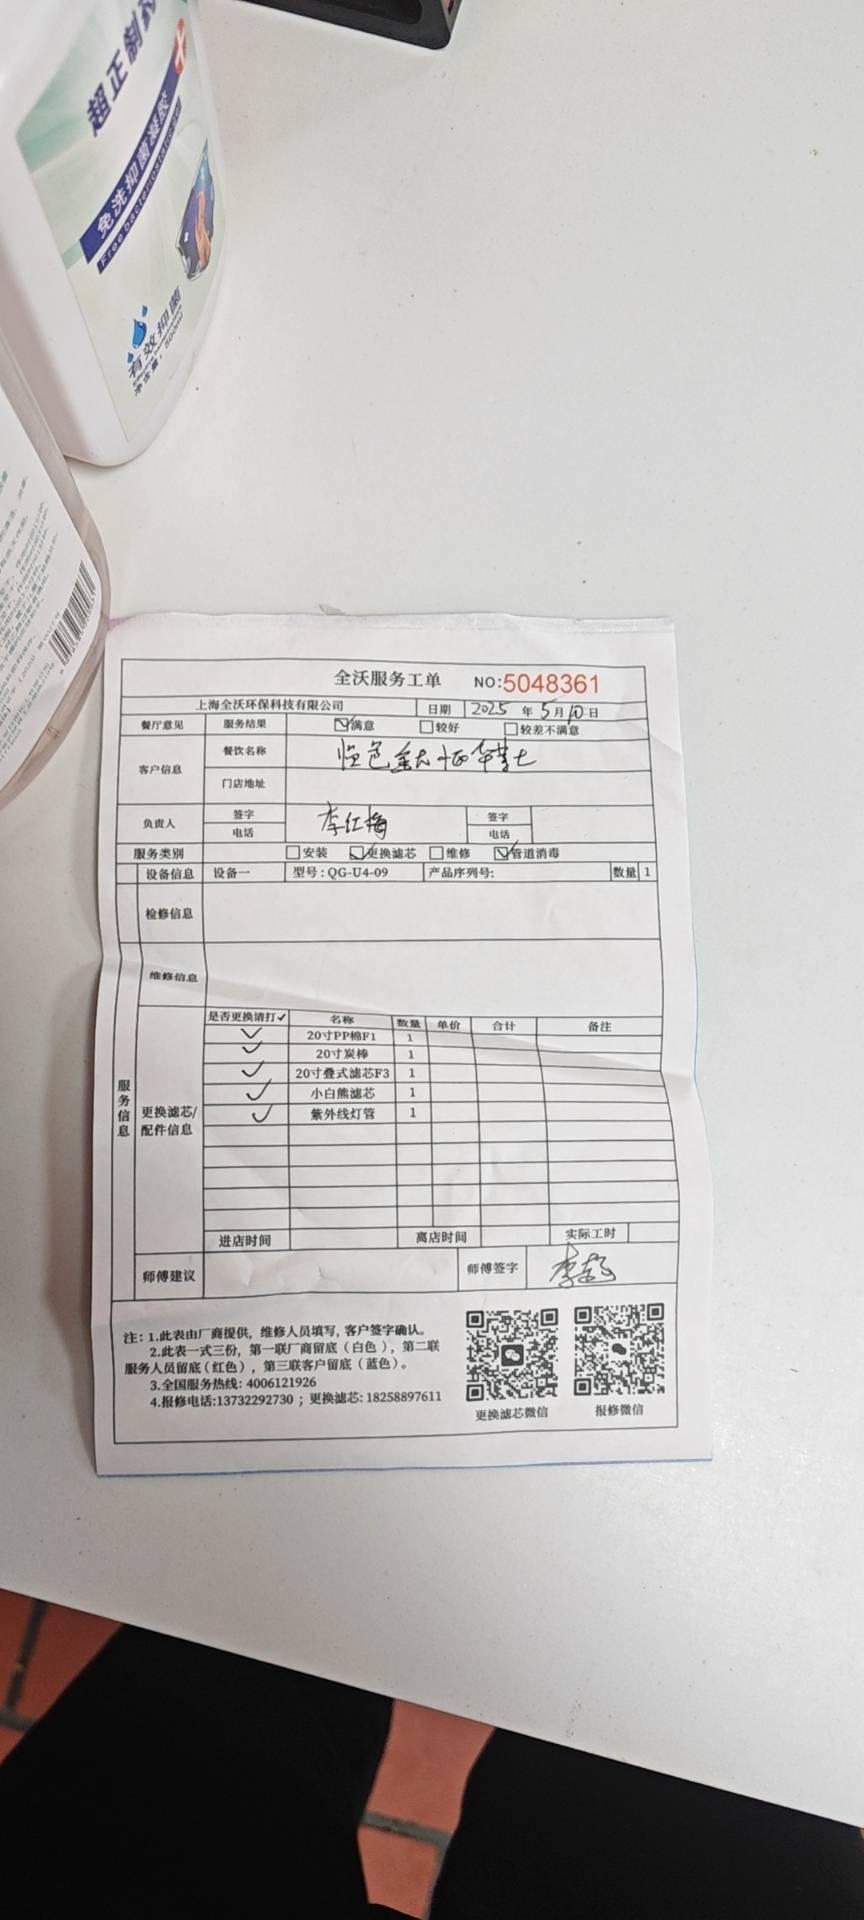 超正制药
免洗抑菌凝胶
有效抑菌
净含量：500ml
全沃服务工单 NO:5048361
上海全沃环保科技有限公司 日期 2025 年 5 月 10 日
餐厅意见 服务结果 满意 较好 较差不满意
客户信息 餐饮名称
门店地址
负责人 签字 李红梅 签字
电话 电话
服务类别 安装 更换滤芯 维修 管道消毒
设备信息 设备一 型号：QG-U4-09 产品序列号: 数量 1
检修信息
维修信息
服务信息
更换滤芯/配件信息
是否更换请打✓ 名称 数量 单价 合计 备注
✓ 20寸PP棉F1 1
✓ 20寸炭棒 1
✓ 20寸叠式滤芯F3 1
✓ 小白熊滤芯 1
✓ 紫外线灯管 1
进店时间 离店时间 实际工时
师傅建议 师傅签字
注：1.此表由厂商提供，维修人员填写，客户签字确认。
2.此表一式三份，第一联厂商留底（白色），第二联
服务人员留底（红色），第三联客户留底（蓝色）。
3.全国服务热线: 4006121926
4.报修电话:13732292730；更换滤芯: 18258897611
更换滤芯微信 报修微信